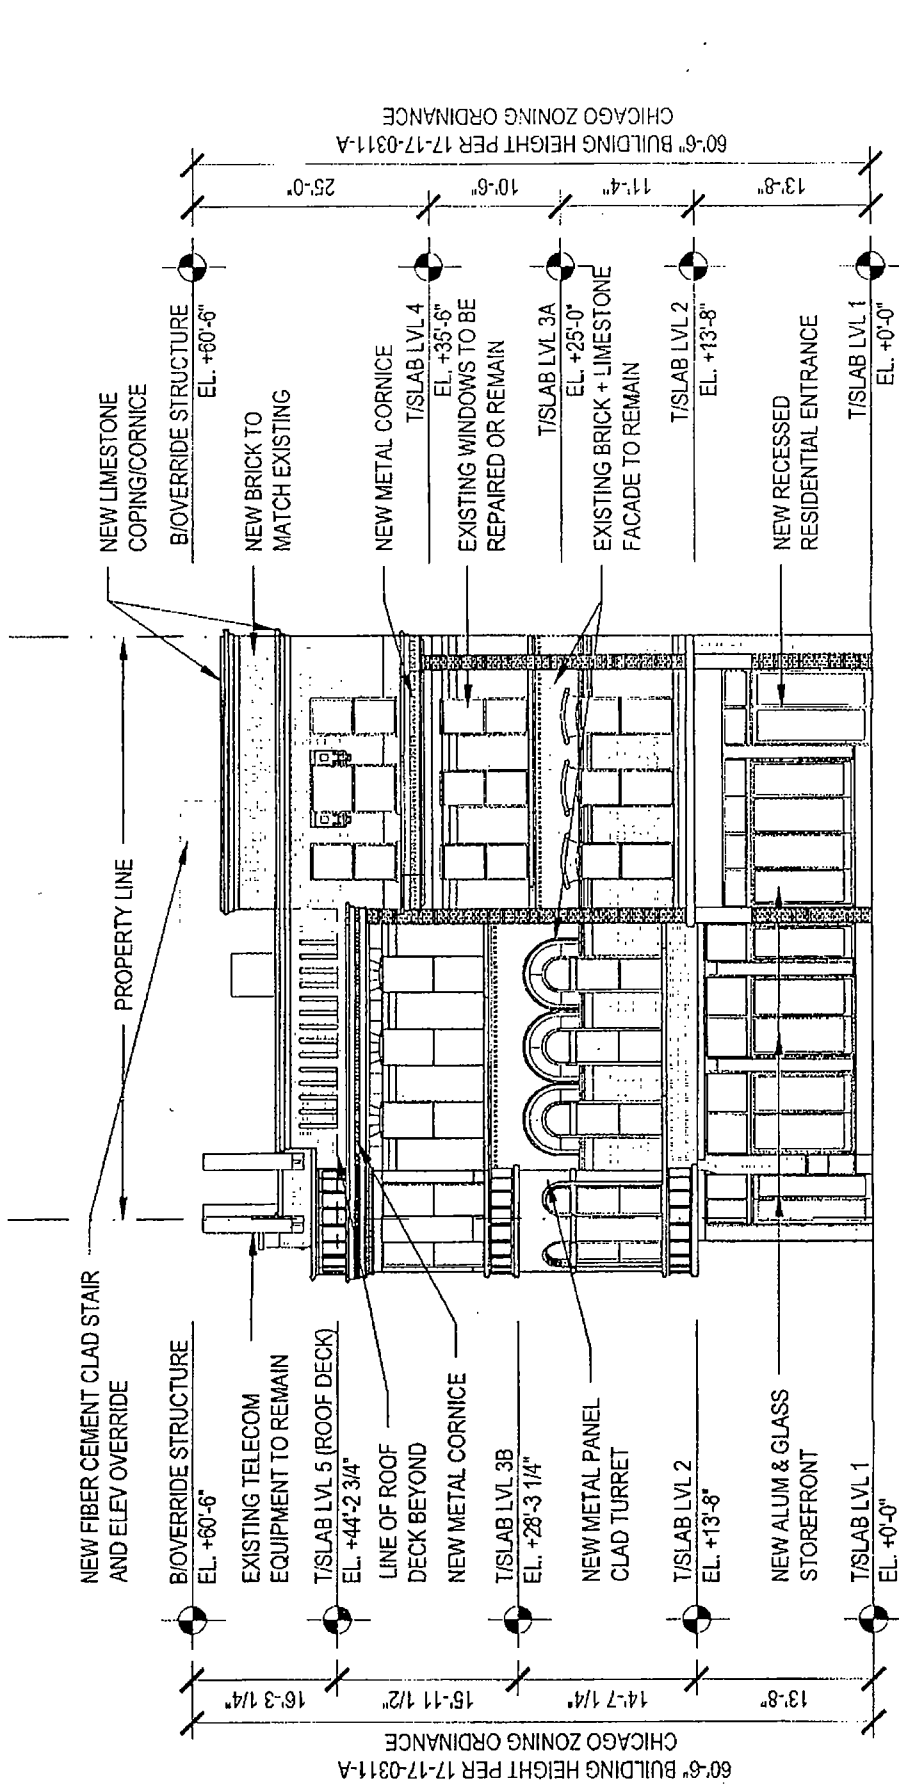 NEW FIBER CEMENT CLAD STAIR
AND ELEV OVERRIDE
B/OVERRIDE STRUCTURE
EL. +60'-6"
EXISTING TELECOM
EQUIPMENT TO REMAIN
T/SLAB LVL 5 (ROOF DECK)
EL. +44'-2 3/4"
LINE OF ROOF
DECK BEYOND
NEW METAL CORNICE
T/SLAB LVL 3B
EL. +28'-3 1/4"
NEW METAL PANEL
CLAD TURRET
T/SLAB LVL 2
EL. +13'-8"
NEW ALUM & GLASS
STOREFRONT
T/SLAB LVL 1
EL. +0'-0"
60'-6" BUILDING HEIGHT PER 17-17-0311-A
CHICAGO ZONING ORDINANCE
16'-3 1/4"
15'-11 1/2"
14'-7 1/4"
13'-8"
PROPERTY LINE
NEW LIMESTONE
COPING/CORNICE
B/OVERRIDE STRUCTURE
EL. +60'-6"
NEW BRICK TO
MATCH EXISTING
NEW METAL CORNICE
T/SLAB LVL 4
EL. +35'-6"
EXISTING WINDOWS TO BE
REPAIRED OR REMAIN
T/SLAB LVL 3A
EL. +25'-0"
EXISTING BRICK + LIMESTONE
FACADE TO REMAIN
T/SLAB LVL 2
EL. +13'-8"
NEW RECESSED
RESIDENTIAL ENTRANCE
T/SLAB LVL 1
EL. +0'-0"
25'-0"
10'-6"
11'-4"
13'-8"
60'-6" BUILDING HEIGHT PER 17-17-0311-A
CHICAGO ZONING ORDINANCE